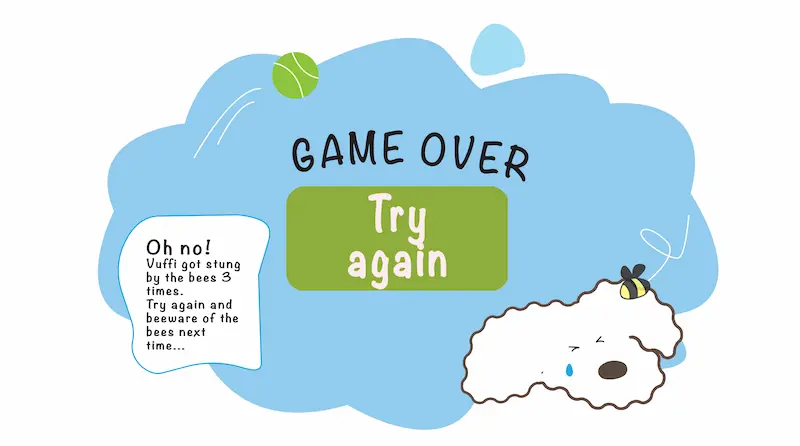 GAME OVER
Try
again
Oh no!
Vuffi got stung
by the bees 3
times.
Try again and
beeware of the
bees next
time...